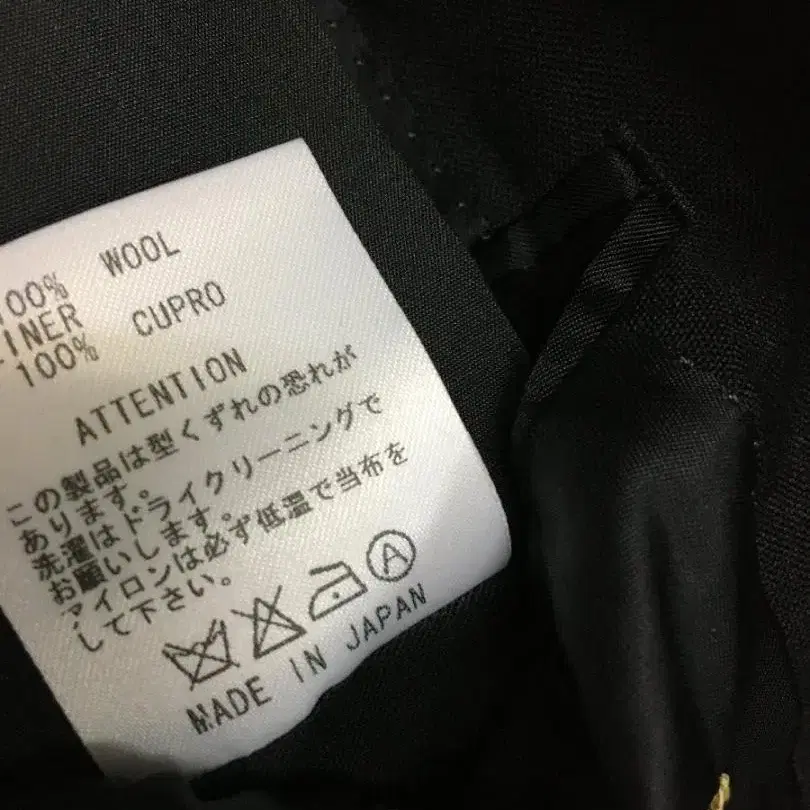 100% WOOL
FINER
100% CUPRO
ATTENTION
この製品は型くずれの恐れが
あります。
洗濯はドライクリーニングで
お願いします。
アイロンは必ず低温で当布を
して下さい。
A
MADE IN JAPAN